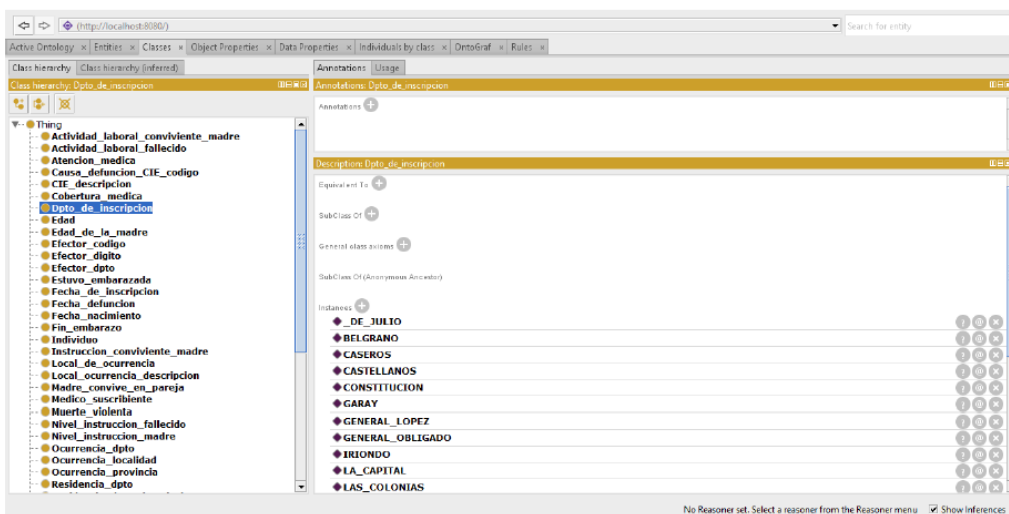 (http://localhost:8080/)
Search for entity
Active Ontology × Entities × Classes × Object Properties × Data Properties × Individuals by class × OntoGraf × Rules ×
Class hierarchy Class hierarchy (inferred)
Class hierarchy: Dpto_de_inscripcion
Thing
Actividad_laboral_conviviente_madre
Actividad_laboral_fallecido
Atencion_medica
Causa_defuncion_CIE_codigo
CIE_descripcion
Cobertura_medica
Dpto_de_inscripcion
Edad
Edad_de_la_madre
Efector_codigo
Efector_digito
Efector_dpto
Estuvo_embarazada
Fecha_de_inscripcion
Fecha_defuncion
Fecha_nacimiento
Fin_embarazo
Individuo
Instruccion_conviviente_madre
Local_de_ocurrencia
Local_ocurrencia_descripcion
Madre_convive_en_pareja
Medico_suscribiente
Muerte_violenta
Nivel_instruccion_fallecido
Nivel_instruccion_madre
Ocurrencia_dpto
Ocurrencia_localidad
Ocurrencia_provincia
Residencia_dpto
Annotations Usage
Annotations: Dpto_de_inscripcion
Annotations
Description: Dpto_de_inscripcion
Equivalent To
SubClass Of
General class axioms
SubClass Of (Anonymous Ancestor)
Instances
_DE_JULIO
BELGRANO
CASEROS
CASTELLANOS
CONSTITUCION
GARAY
GENERAL_LOPEZ
GENERAL_OBLIGADO
IRIONDO
LA_CAPITAL
LAS_COLONIAS
No Reasoner set. Select a reasoner from the Reasoner menu Show Inferences